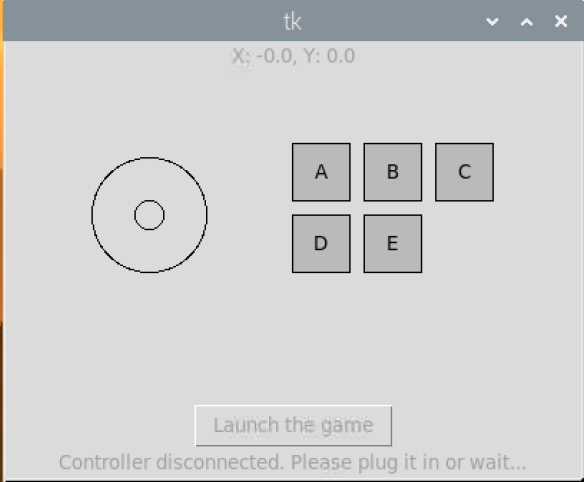 tk
X: -0.0, Y: 0.0
A B C
D E
Launch the game
Controller disconnected. Please plug it in or wait...